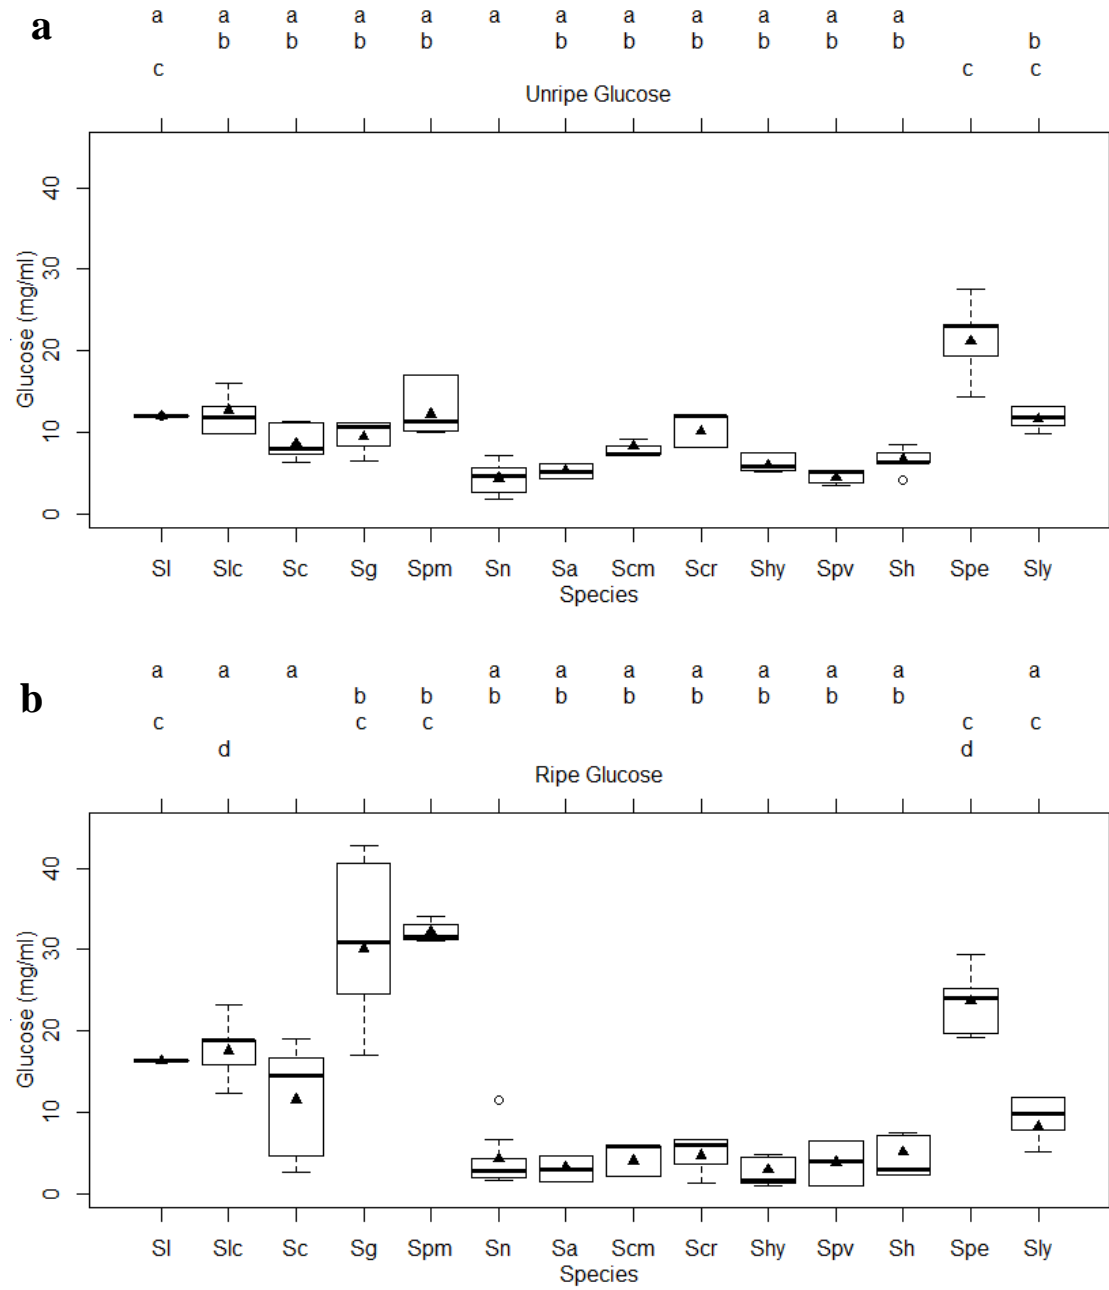 a
a a a a a a a a a a a a
b b b b b b b b b b b
c c c
Unripe Glucose
Glucose (mg/ml)
40
30
20
10
0
Sl Slc Sc Sg Spm Sn Sa Scm Scr Shy Spv Sh Spe Sly
Species
b
a a a a a a a a a a a
b b b b b b b b b
c b c c c c
d d
Ripe Glucose
Glucose (mg/ml)
40
30
20
10
0
Sl Slc Sc Sg Spm Sn Sa Scm Scr Shy Spv Sh Spe Sly
Species